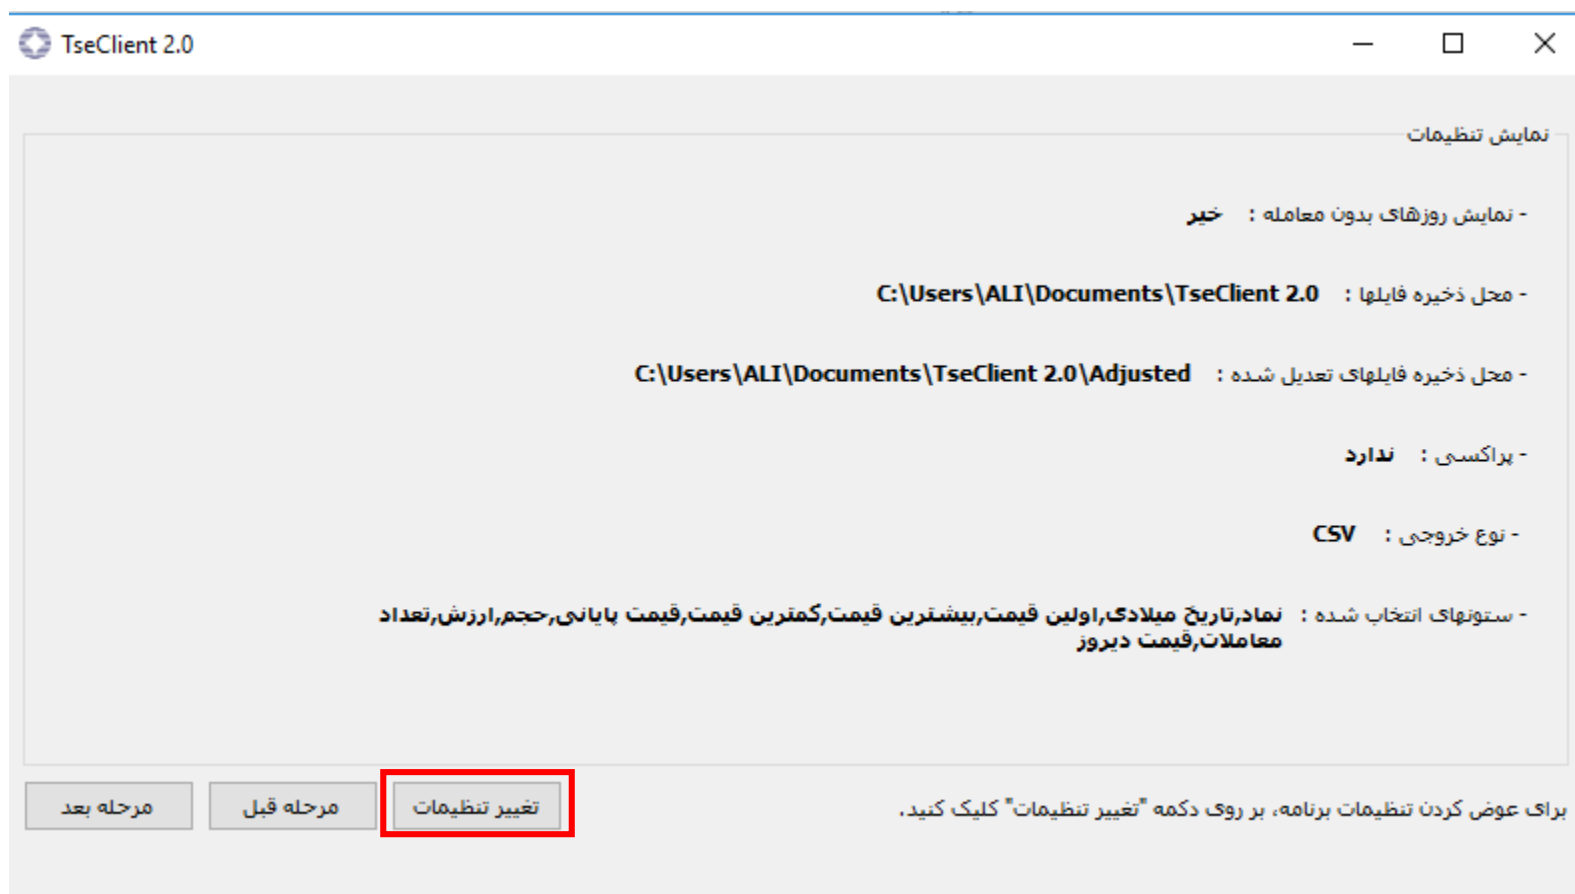 TseClient 2.0
نمایش تنظیمات
- نمایش روزهای بدون معامله : خیر
- محل ذخیره فایلها : C:\Users\ALI\Documents\TseClient 2.0
- محل ذخیره فایلهای تعدیل شده : C:\Users\ALI\Documents\TseClient 2.0\Adjusted
- پراکسی : ندارد
- نوع خروجی : CSV
- ستونهای انتخاب شده : نماد,تاریخ میلادی,اولین قیمت,بیشترین قیمت,کمترین قیمت,قیمت پایانی,حجم,ارزش,تعداد
معاملات,قیمت دیروز
برای عوض کردن تنظیمات برنامه، بر روی دکمه "تغییر تنظیمات" کلیک کنید.
تغییر تنظیمات
مرحله قبل
مرحله بعد